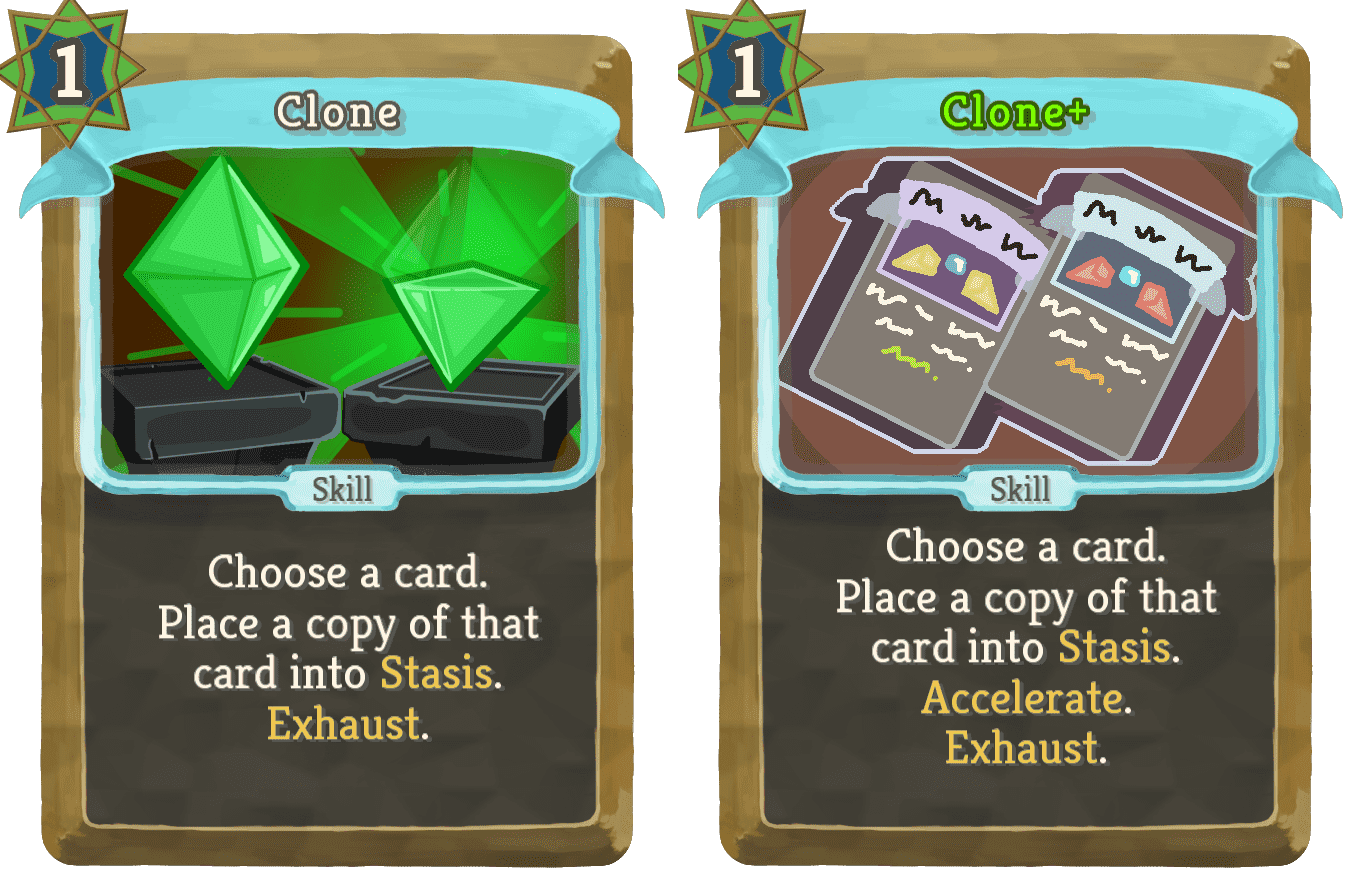 1
Clone
Skill
Choose a card.
Place a copy of that
card into Stasis.
Exhaust.
1
Clone+
Skill
Choose a card.
Place a copy of that
card into Stasis.
Accelerate.
Exhaust.